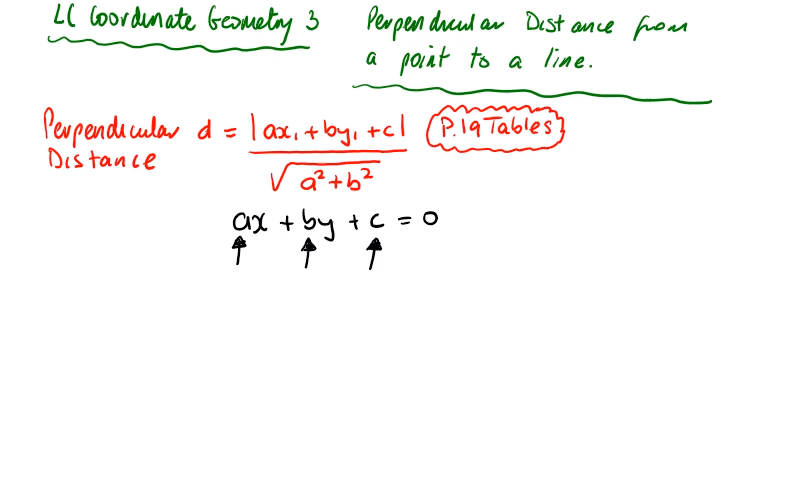 LC Coordinate Geometry 3
Perpendicular Distance from
a point to a line.
Perpendicular Distance d = |ax₁ + by₁ + c| / √(a² + b²)
P.19 Tables
ax + by + c = 0